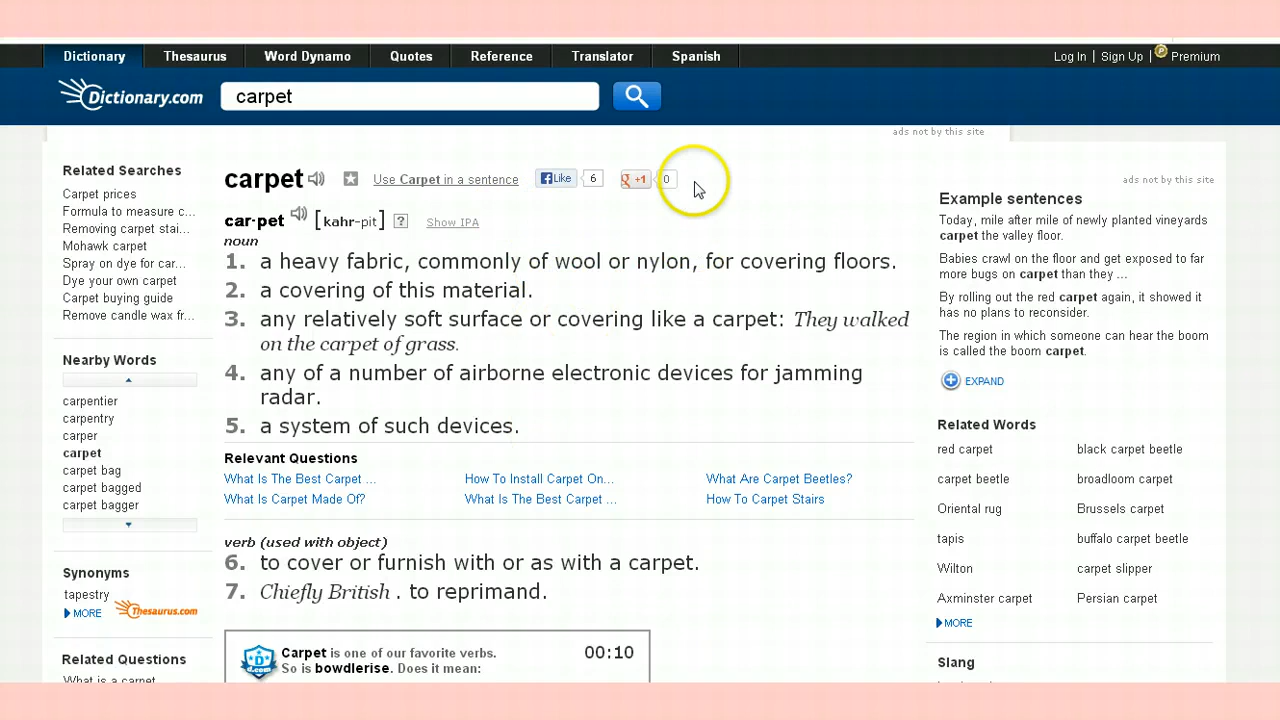 Dictionary Thesaurus Word Dynamo Quotes Reference Translator Spanish Log In | Sign Up | Premium
Dictionary.com carpet
ads not by this site
Related Searches
Carpet prices
Formula to measure c...
Removing carpet stai...
Mohawk carpet
Spray on dye for car...
Dye your own carpet
Carpet buying guide
Remove candle wax fr...
Nearby Words
carpentier
carpentry
carper
carpet
carpet bag
carpet bagged
carpet bagger
Synonyms
tapestry
MORE Thesaurus.com
Related Questions
carpet Use Carpet in a sentence Like 6 g +1 0
car·pet [kahr-pit] ? Show IPA
noun
1. a heavy fabric, commonly of wool or nylon, for covering floors.
2. a covering of this material.
3. any relatively soft surface or covering like a carpet: They walked
on the carpet of grass.
4. any of a number of airborne electronic devices for jamming
radar.
5. a system of such devices.
Relevant Questions
What Is The Best Carpet ... How To Install Carpet On... What Are Carpet Beetles?
What Is Carpet Made Of? What Is The Best Carpet ... How To Carpet Stairs
verb (used with object)
6. to cover or furnish with or as with a carpet.
7. Chiefly British . to reprimand.
Carpet is one of our favorite verbs. 00:10
So is bowdlerise. Does it mean:
ads not by this site
Example sentences
Today, mile after mile of newly planted vineyards
carpet the valley floor.
Babies crawl on the floor and get exposed to far
more bugs on carpet than they ...
By rolling out the red carpet again, it showed it
has no plans to reconsider.
The region in which someone can hear the boom
is called the boom carpet.
EXPAND
Related Words
red carpet black carpet beetle
carpet beetle broadloom carpet
Oriental rug Brussels carpet
tapis buffalo carpet beetle
Wilton carpet slipper
Axminster carpet Persian carpet
MORE
Slang